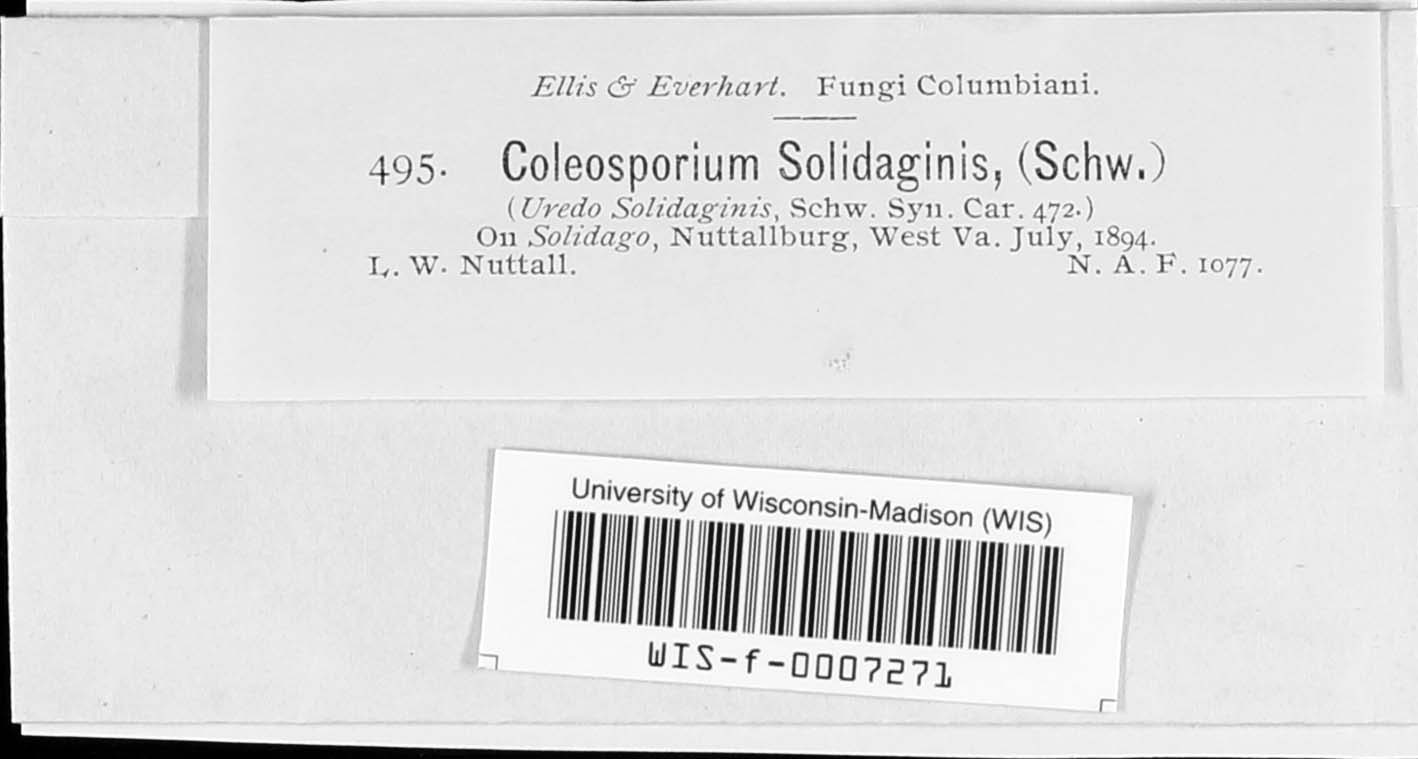 Ellis & Everhart. Fungi Columbiani.
495. Coleosporium Solidaginis, (Schw.)
(Uredo Solidaginis, Schw. Syn. Car. 472.)
On Solidago, Nuttallburg, West Va. July, 1894.
L. W. Nuttall. N. A. F. 1077.
University of Wisconsin-Madison (WIS)
WIS-f-0007271